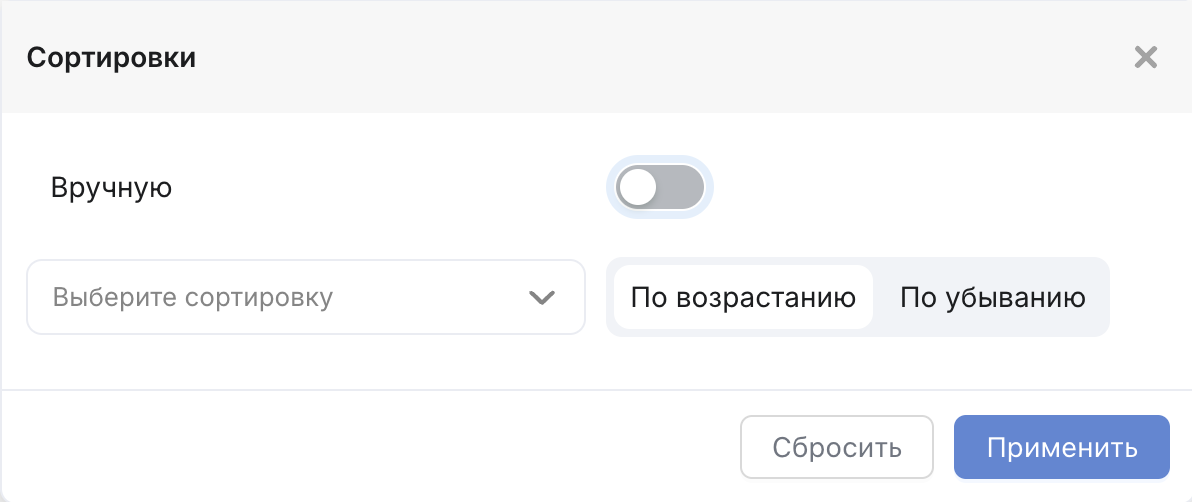 Сортировки
Вручную
Выберите сортировку
По возрастанию
По убыванию
Сбросить
Применить